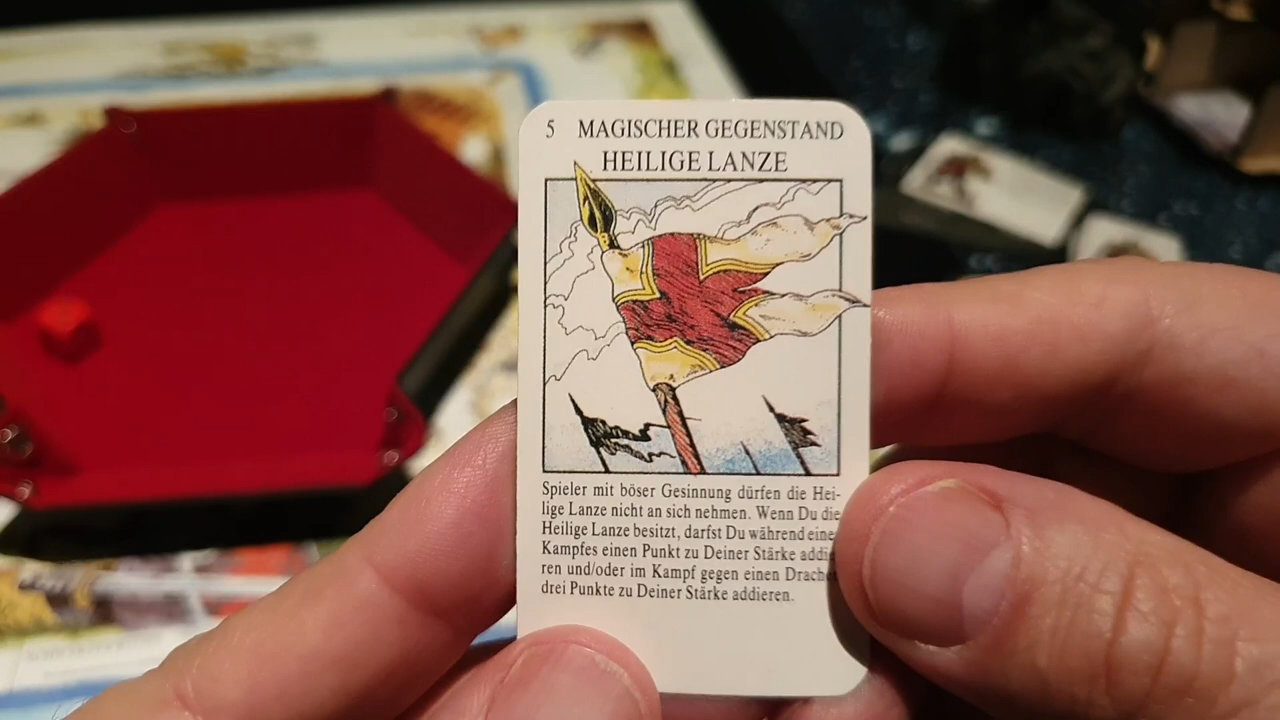 5 MAGISCHER GEGENSTAND
HEILIGE LANZE
Spieler mit böser Gesinnung dürfen die Hei-
lige Lanze nicht an sich nehmen. Wenn Du die
Heilige Lanze besitzt, darfst Du während eine
Kampfes einen Punkt zu Deiner Stärke addie
ren und/oder im Kampf gegen einen Drache
drei Punkte zu Deiner Stärke addieren.